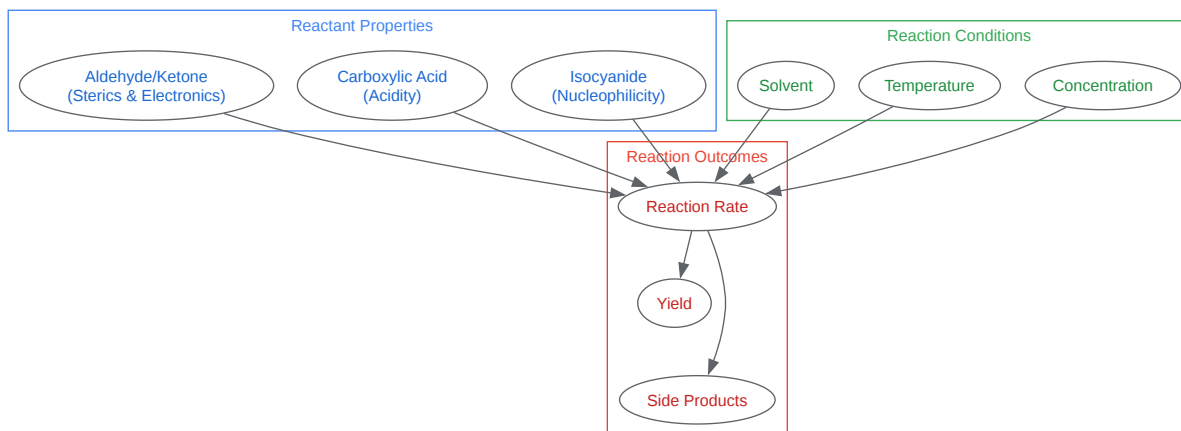 Reactant Properties
Reaction Conditions
Aldehyde/Ketone
(Sterics & Electronics)
Carboxylic Acid
(Acidity)
Isocyanide
(Nucleophilicity)
Solvent
Temperature
Concentration
Reaction Outcomes
Reaction Rate
Yield
Side Products